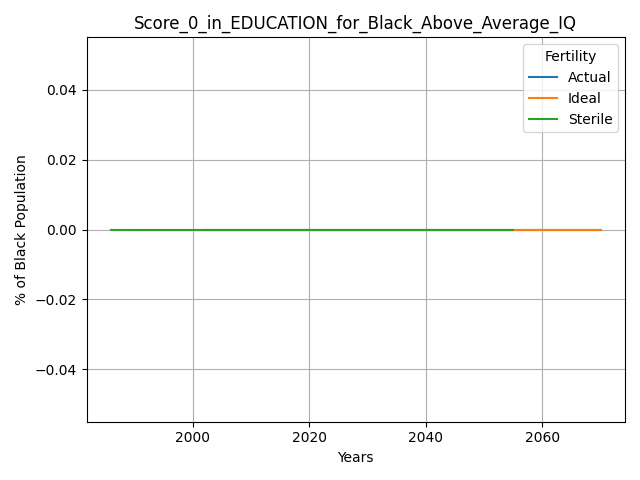 Score_0_in_EDUCATION_for_Black_Above_Average_IQ
Fertility
Actual
Ideal
Sterile
% of Black Population
0.04
0.02
0.00
−0.02
−0.04
2000 2020 2040 2060
Years